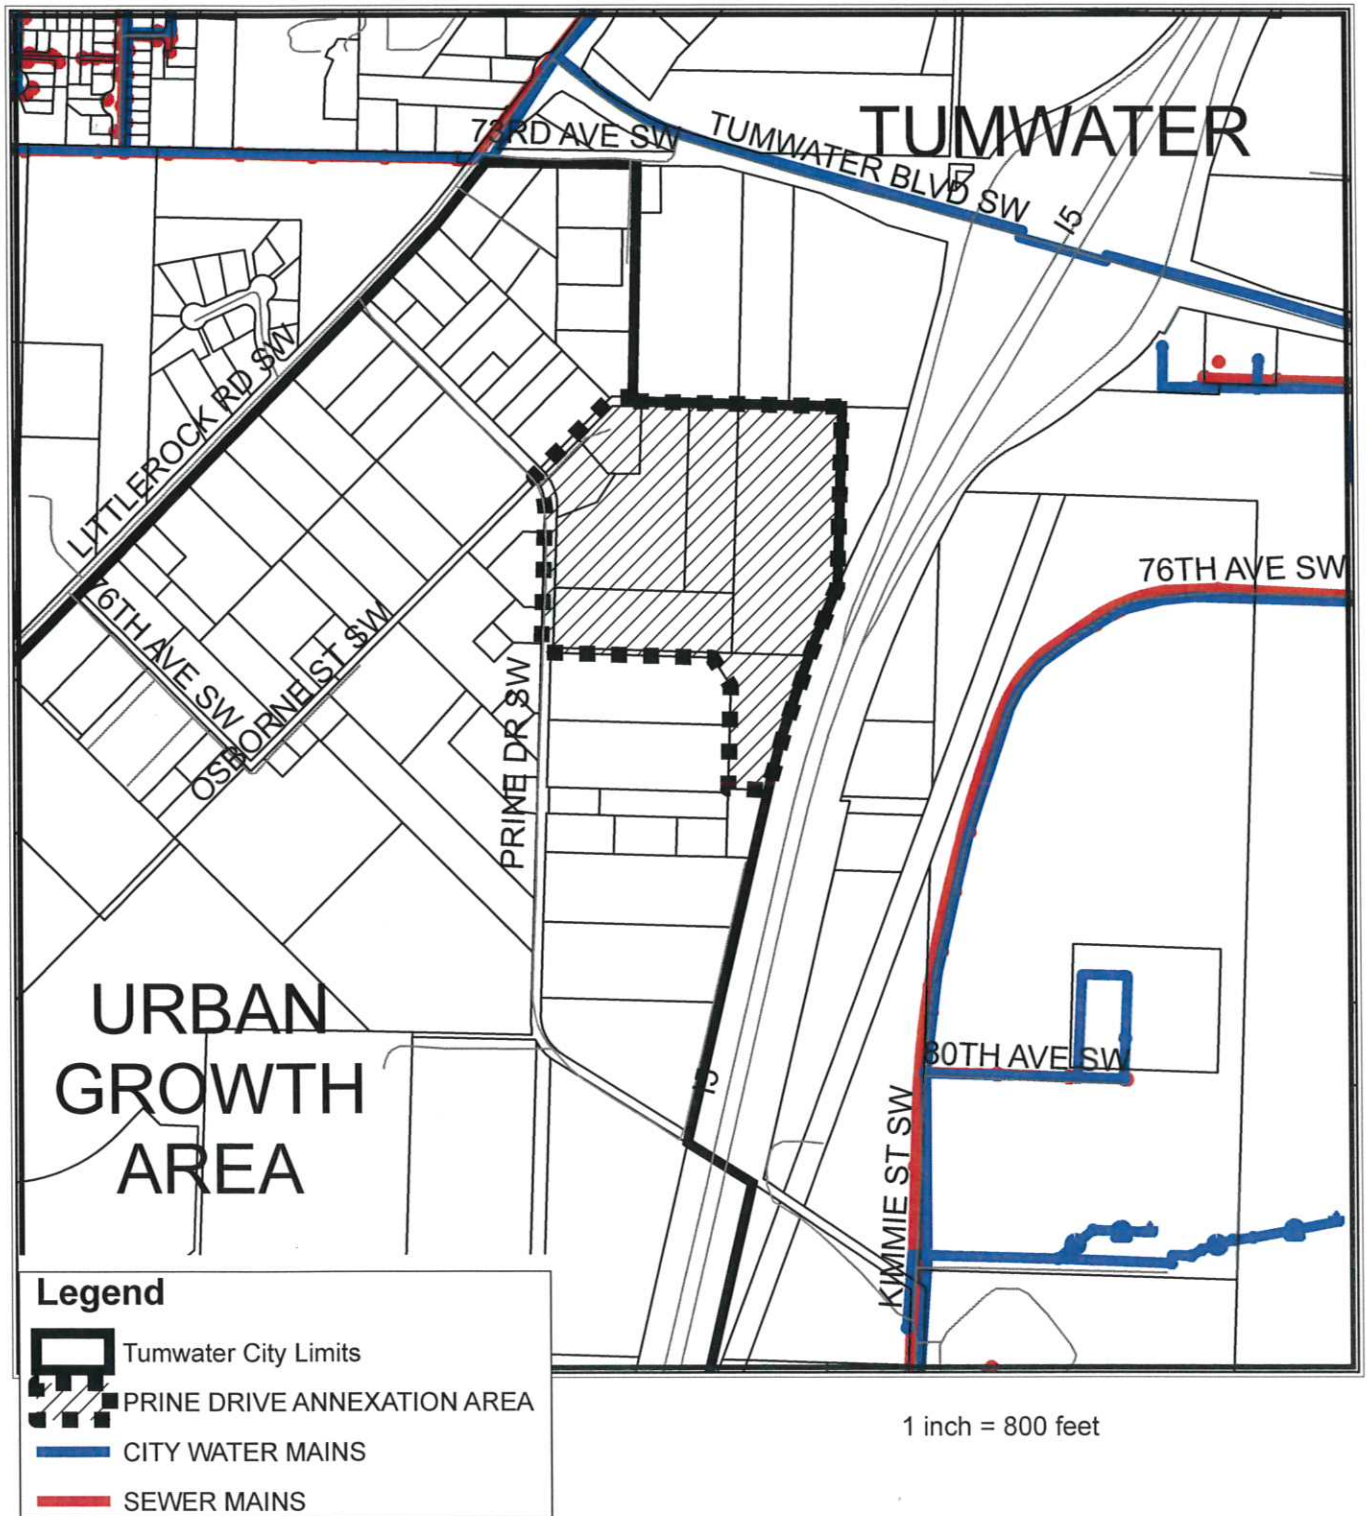 TUMWATER
73RD AVE SW
TUMWATER BLVD SW
I5
I5
LITTLEROCK RD SW
76TH AVE SW
76TH AVE SW
OSBORNE ST SW
PRINE DR SW
URBAN
GROWTH
AREA
I5
80TH AVE SW
KIMMIE ST SW
Legend
Tumwater City Limits
PRINE DRIVE ANNEXATION AREA
CITY WATER MAINS
SEWER MAINS
1 inch = 800 feet